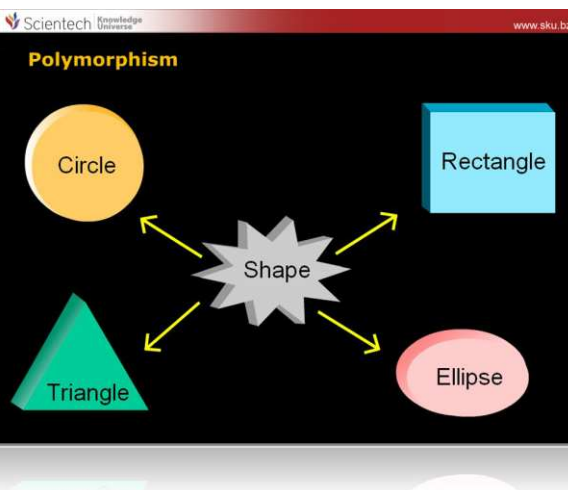 Scientech Knowledge Universe
www.sku.bz
Polymorphism
Circle
Rectangle
Shape
Triangle
Ellipse